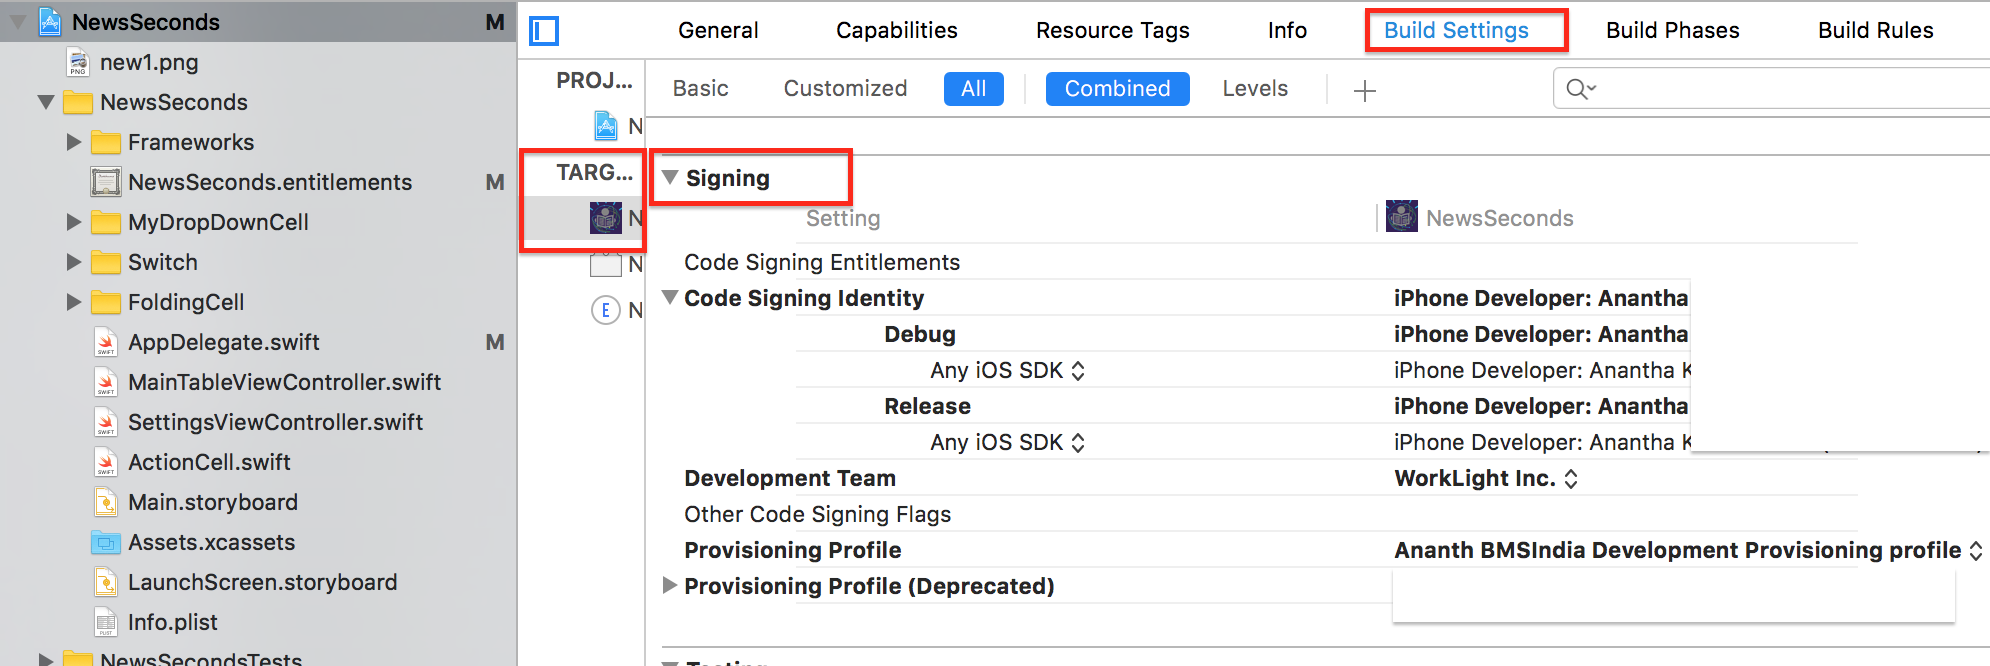 NewsSeconds M
new1.png
NewsSeconds
Frameworks
NewsSeconds.entitlements M
MyDropDownCell
Switch
FoldingCell
AppDelegate.swift M
MainTableViewController.swift
SettingsViewController.swift
ActionCell.swift
Main.storyboard
Assets.xcassets
LaunchScreen.storyboard
Info.plist
NewsSecondsTests
General Capabilities Resource Tags Info Build Settings Build Phases Build Rules
PROJ...
N
TARG...
N
N
E N
Basic Customized All Combined Levels +
Signing
Setting NewsSeconds
Code Signing Entitlements
Code Signing Identity iPhone Developer: Anantha
Debug iPhone Developer: Anantha
Any iOS SDK iPhone Developer: Anantha K
Release iPhone Developer: Anantha
Any iOS SDK iPhone Developer: Anantha K
Development Team WorkLight Inc.
Other Code Signing Flags
Provisioning Profile Ananth BMSIndia Development Provisioning profile
Provisioning Profile (Deprecated)
Testing